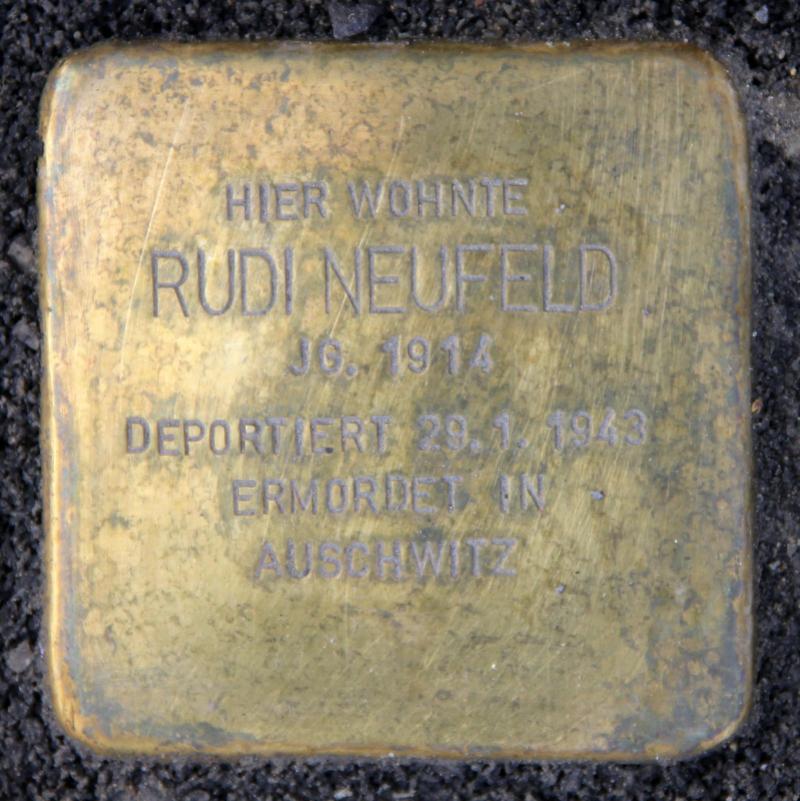 HIER WOHNTE
RUDI NEUFELD
JG. 1914
DEPORTIERT 29.1.1943
ERMORDET IN
AUSCHWITZ